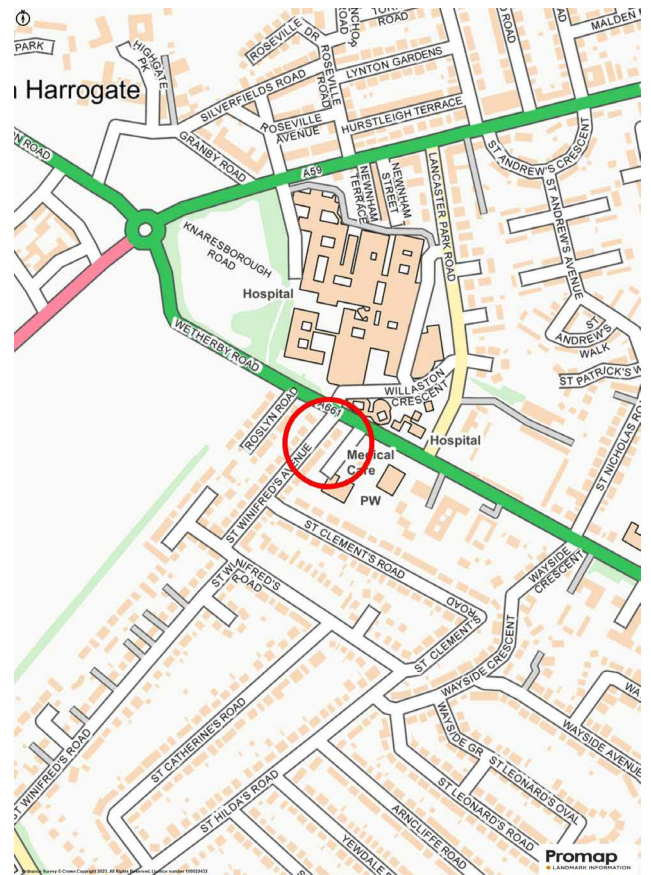 PARK
HIGHGATE
PK
Harrogate
ROSEVILLE
DR
ROAD
ROSEVILLE
ROAD
LYNTON GARDENS
ROAD
MALDEN
SILVERFIELDS ROAD
ROSEVILLE
AVENUE
HURSTLEIGH TERRACE
ST ANDREW'S CRESCENT
GRANBY ROAD
ROAD
A59
NEWNHAM
TERRACE
NEWNHAM
STREET
LANCASTER PARK ROAD
ST ANDREW'S AVENUE
KNARESBOROUGH
ROAD
Hospital
WETHERBY ROAD
ST
ANDREW'S
WALK
ST PATRICK'S W
WILLASTON
CRESCENT
ROSLYN ROAD
A661
Hospital
ST NICHOLAS RO
Medical
Care
PW
ST WINIFRED'S AVENUE
ST CLEMENT'S ROAD
ST WINIFRED'S
ROAD
WAYSIDE
CRESCENT
ST CLEMENT'S
ROAD
WAYSIDE CRESCENT
WA
WAYSIDE AVENUE
WAYSIDE GR
ST LEONARD'S OVAL
ST CATHERINE'S ROAD
ST WINIFRED'S ROAD
ST LEONARD'S ROAD
ST HILDA'S ROAD
ARNCLIFFE ROAD
YEWDALE R
Promap
LANDMARK INFORMATION